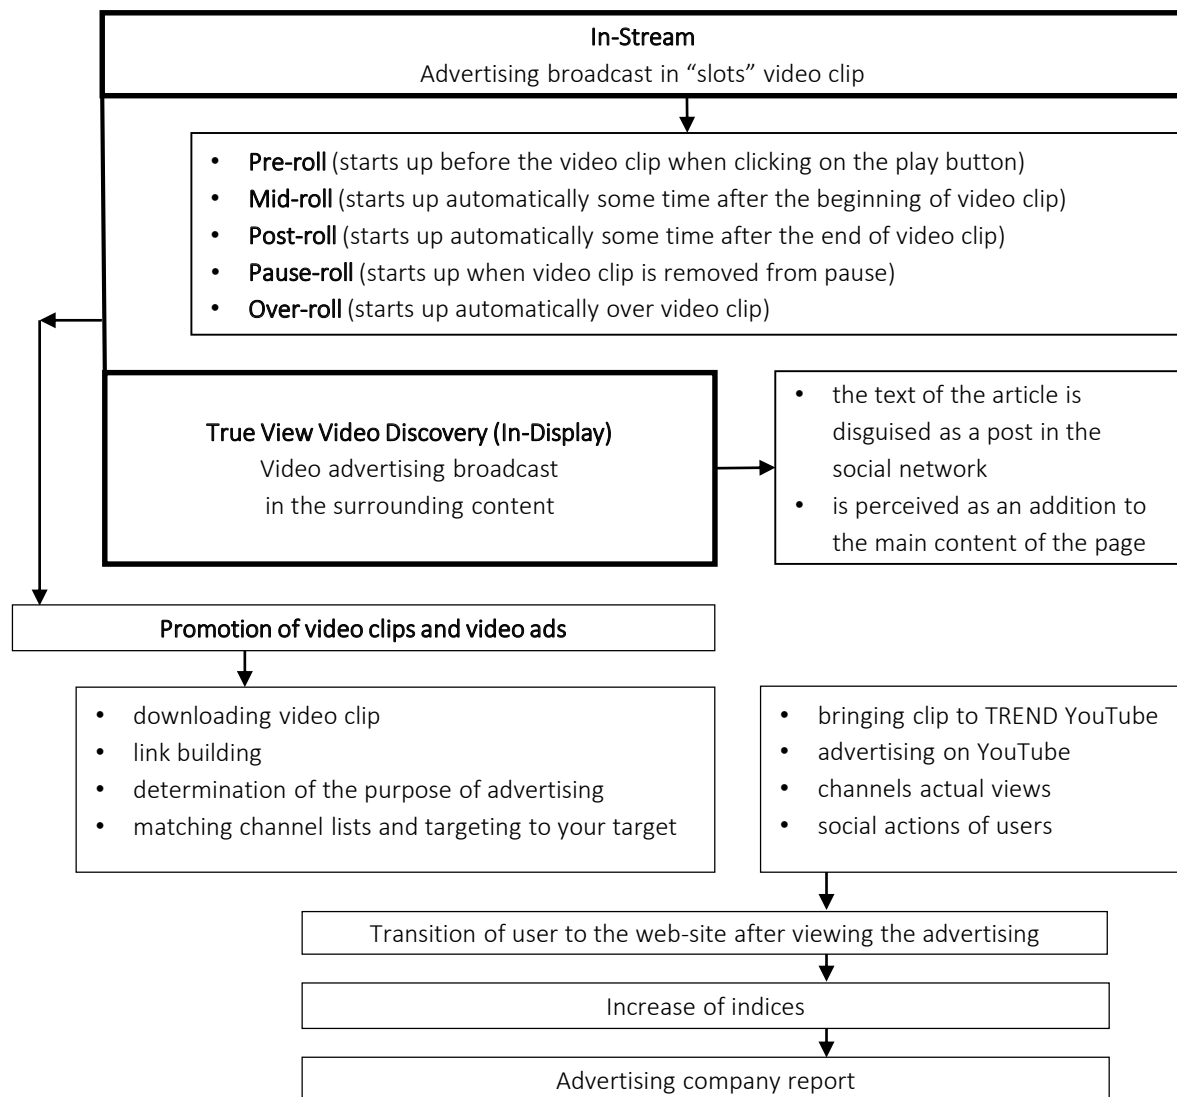 In-Stream
Advertising broadcast in “slots” video clip
• Pre-roll (starts up before the video clip when clicking on the play button)
• Mid-roll (starts up automatically some time after the beginning of video clip)
• Post-roll (starts up automatically some time after the end of video clip)
• Pause-roll (starts up when video clip is removed from pause)
• Over-roll (starts up automatically over video clip)
True View Video Discovery (In-Display)
Video advertising broadcast
in the surrounding content
• the text of the article is
disguised as a post in the
social network
• is perceived as an addition to
the main content of the page
Promotion of video clips and video ads
• downloading video clip
• link building
• determination of the purpose of advertising
• matching channel lists and targeting to your target
• bringing clip to TREND YouTube
• advertising on YouTube
• channels actual views
• social actions of users
Transition of user to the web-site after viewing the advertising
Increase of indices
Advertising company report